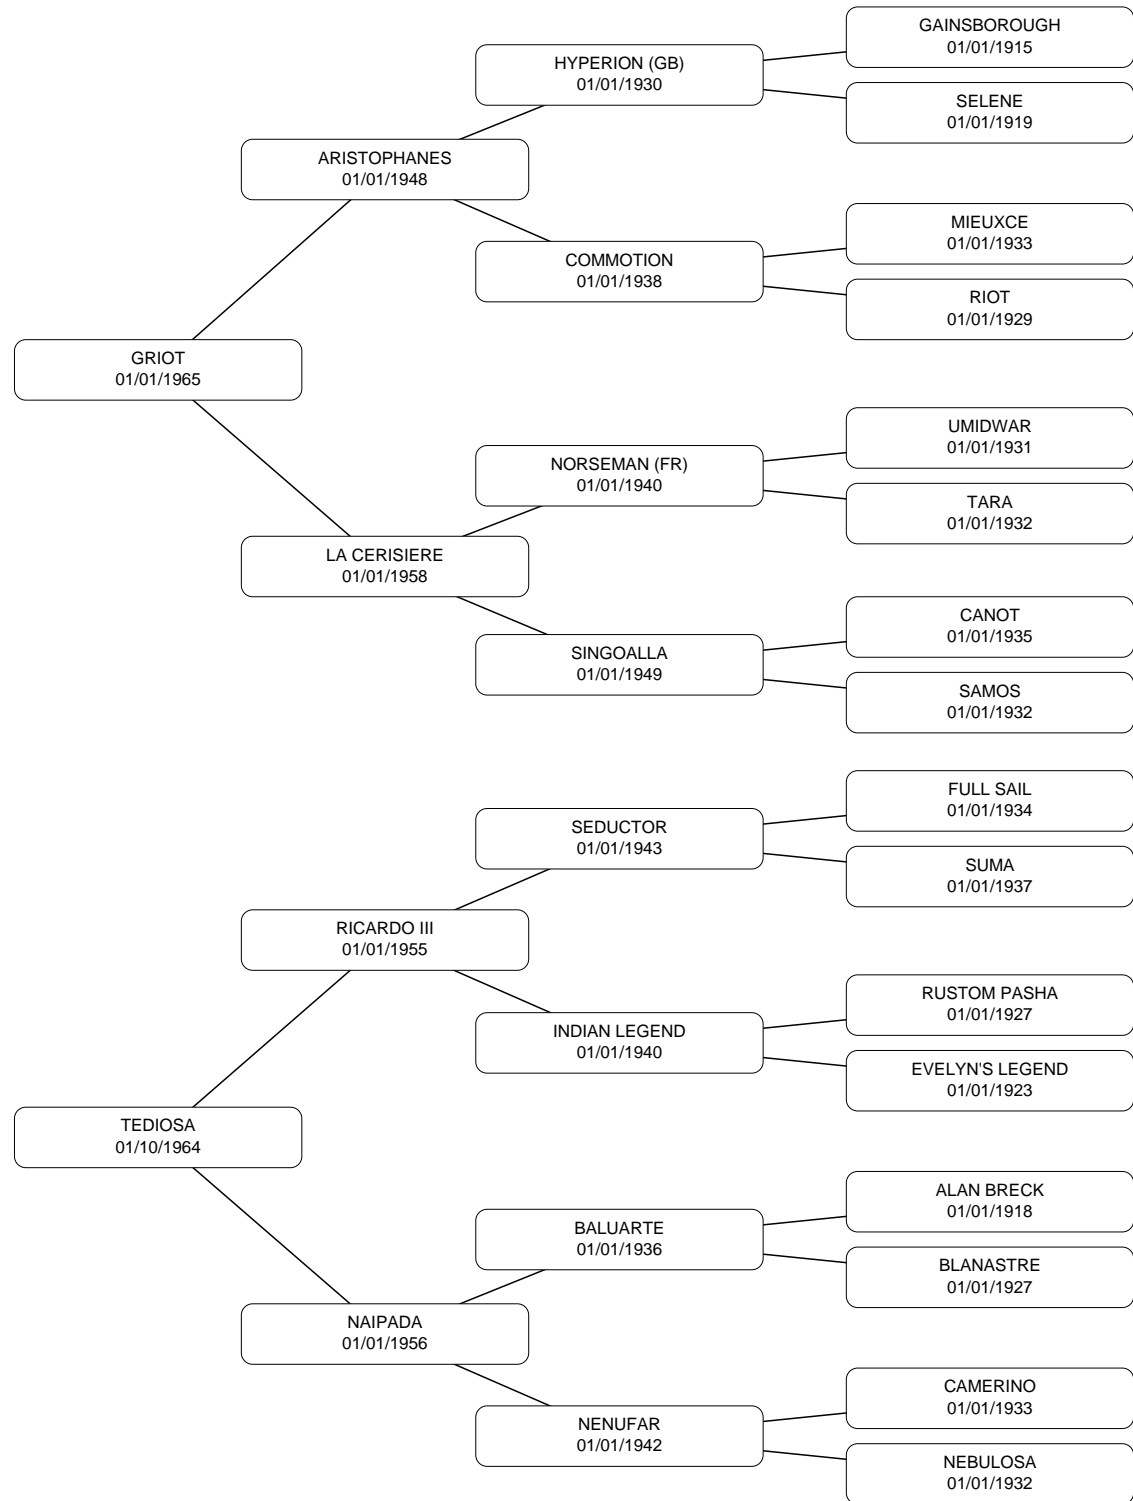 GAINSBOROUGH
01/01/1915
HYPERION (GB)
01/01/1930
SELENE
01/01/1919
ARISTOPHANES
01/01/1948
MIEUXCE
01/01/1933
COMMOTION
01/01/1938
RIOT
01/01/1929
GRIOT
01/01/1965
UMIDWAR
01/01/1931
NORSEMAN (FR)
01/01/1940
TARA
01/01/1932
LA CERISIERE
01/01/1958
CANOT
01/01/1935
SINGOALLA
01/01/1949
SAMOS
01/01/1932
FULL SAIL
01/01/1934
SEDUCTOR
01/01/1943
SUMA
01/01/1937
RICARDO III
01/01/1955
RUSTOM PASHA
01/01/1927
INDIAN LEGEND
01/01/1940
EVELYN'S LEGEND
01/01/1923
TEDIOSA
01/10/1964
ALAN BRECK
01/01/1918
BALUARTE
01/01/1936
BLANASTRE
01/01/1927
NAIPADA
01/01/1956
CAMERINO
01/01/1933
NENUFAR
01/01/1942
NEBULOSA
01/01/1932